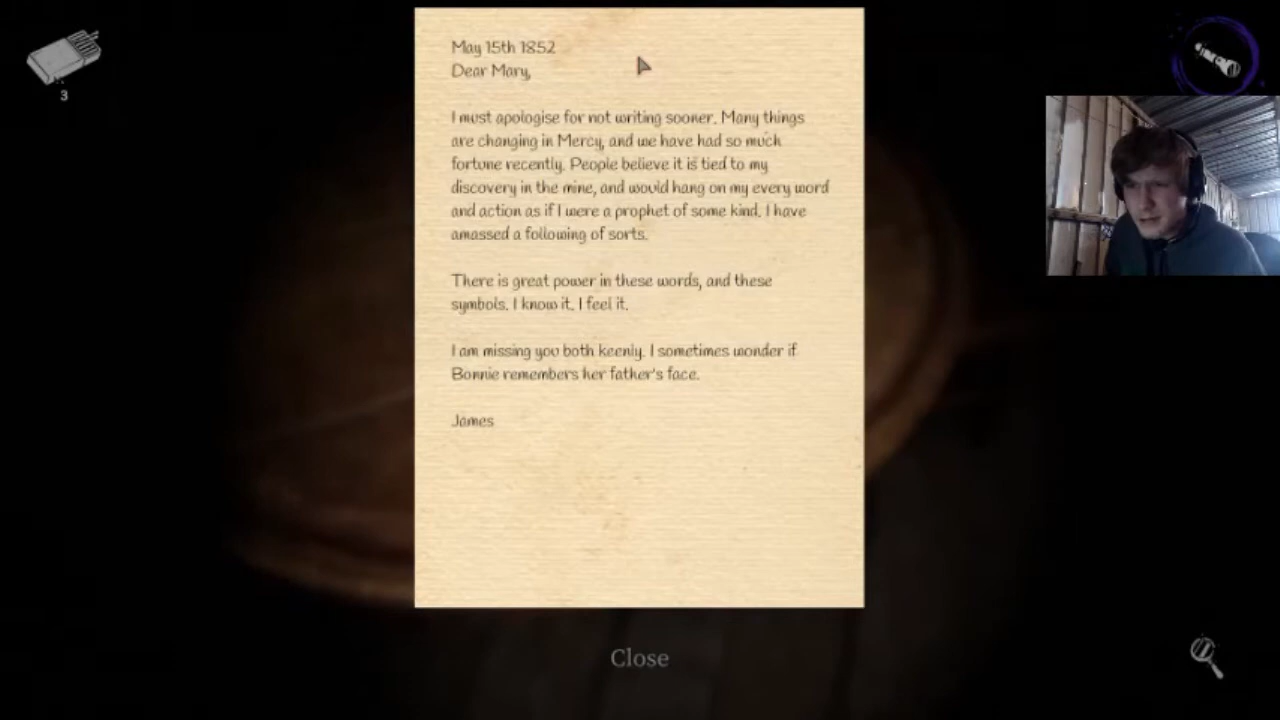 May 15th 1852
Dear Mary,
I must apologise for not writing sooner. Many things
are changing in Mercy, and we have had so much
fortune recently. People believe it is tied to my
discovery in the mine, and would hang on my every word
and action as if I were a prophet of some kind. I have
amassed a following of sorts.
There is great power in these words, and these
symbols. I know it. I feel it.
I am missing you both keenly. I sometimes wonder if
Bonnie remembers her father's face.
James
3
Close